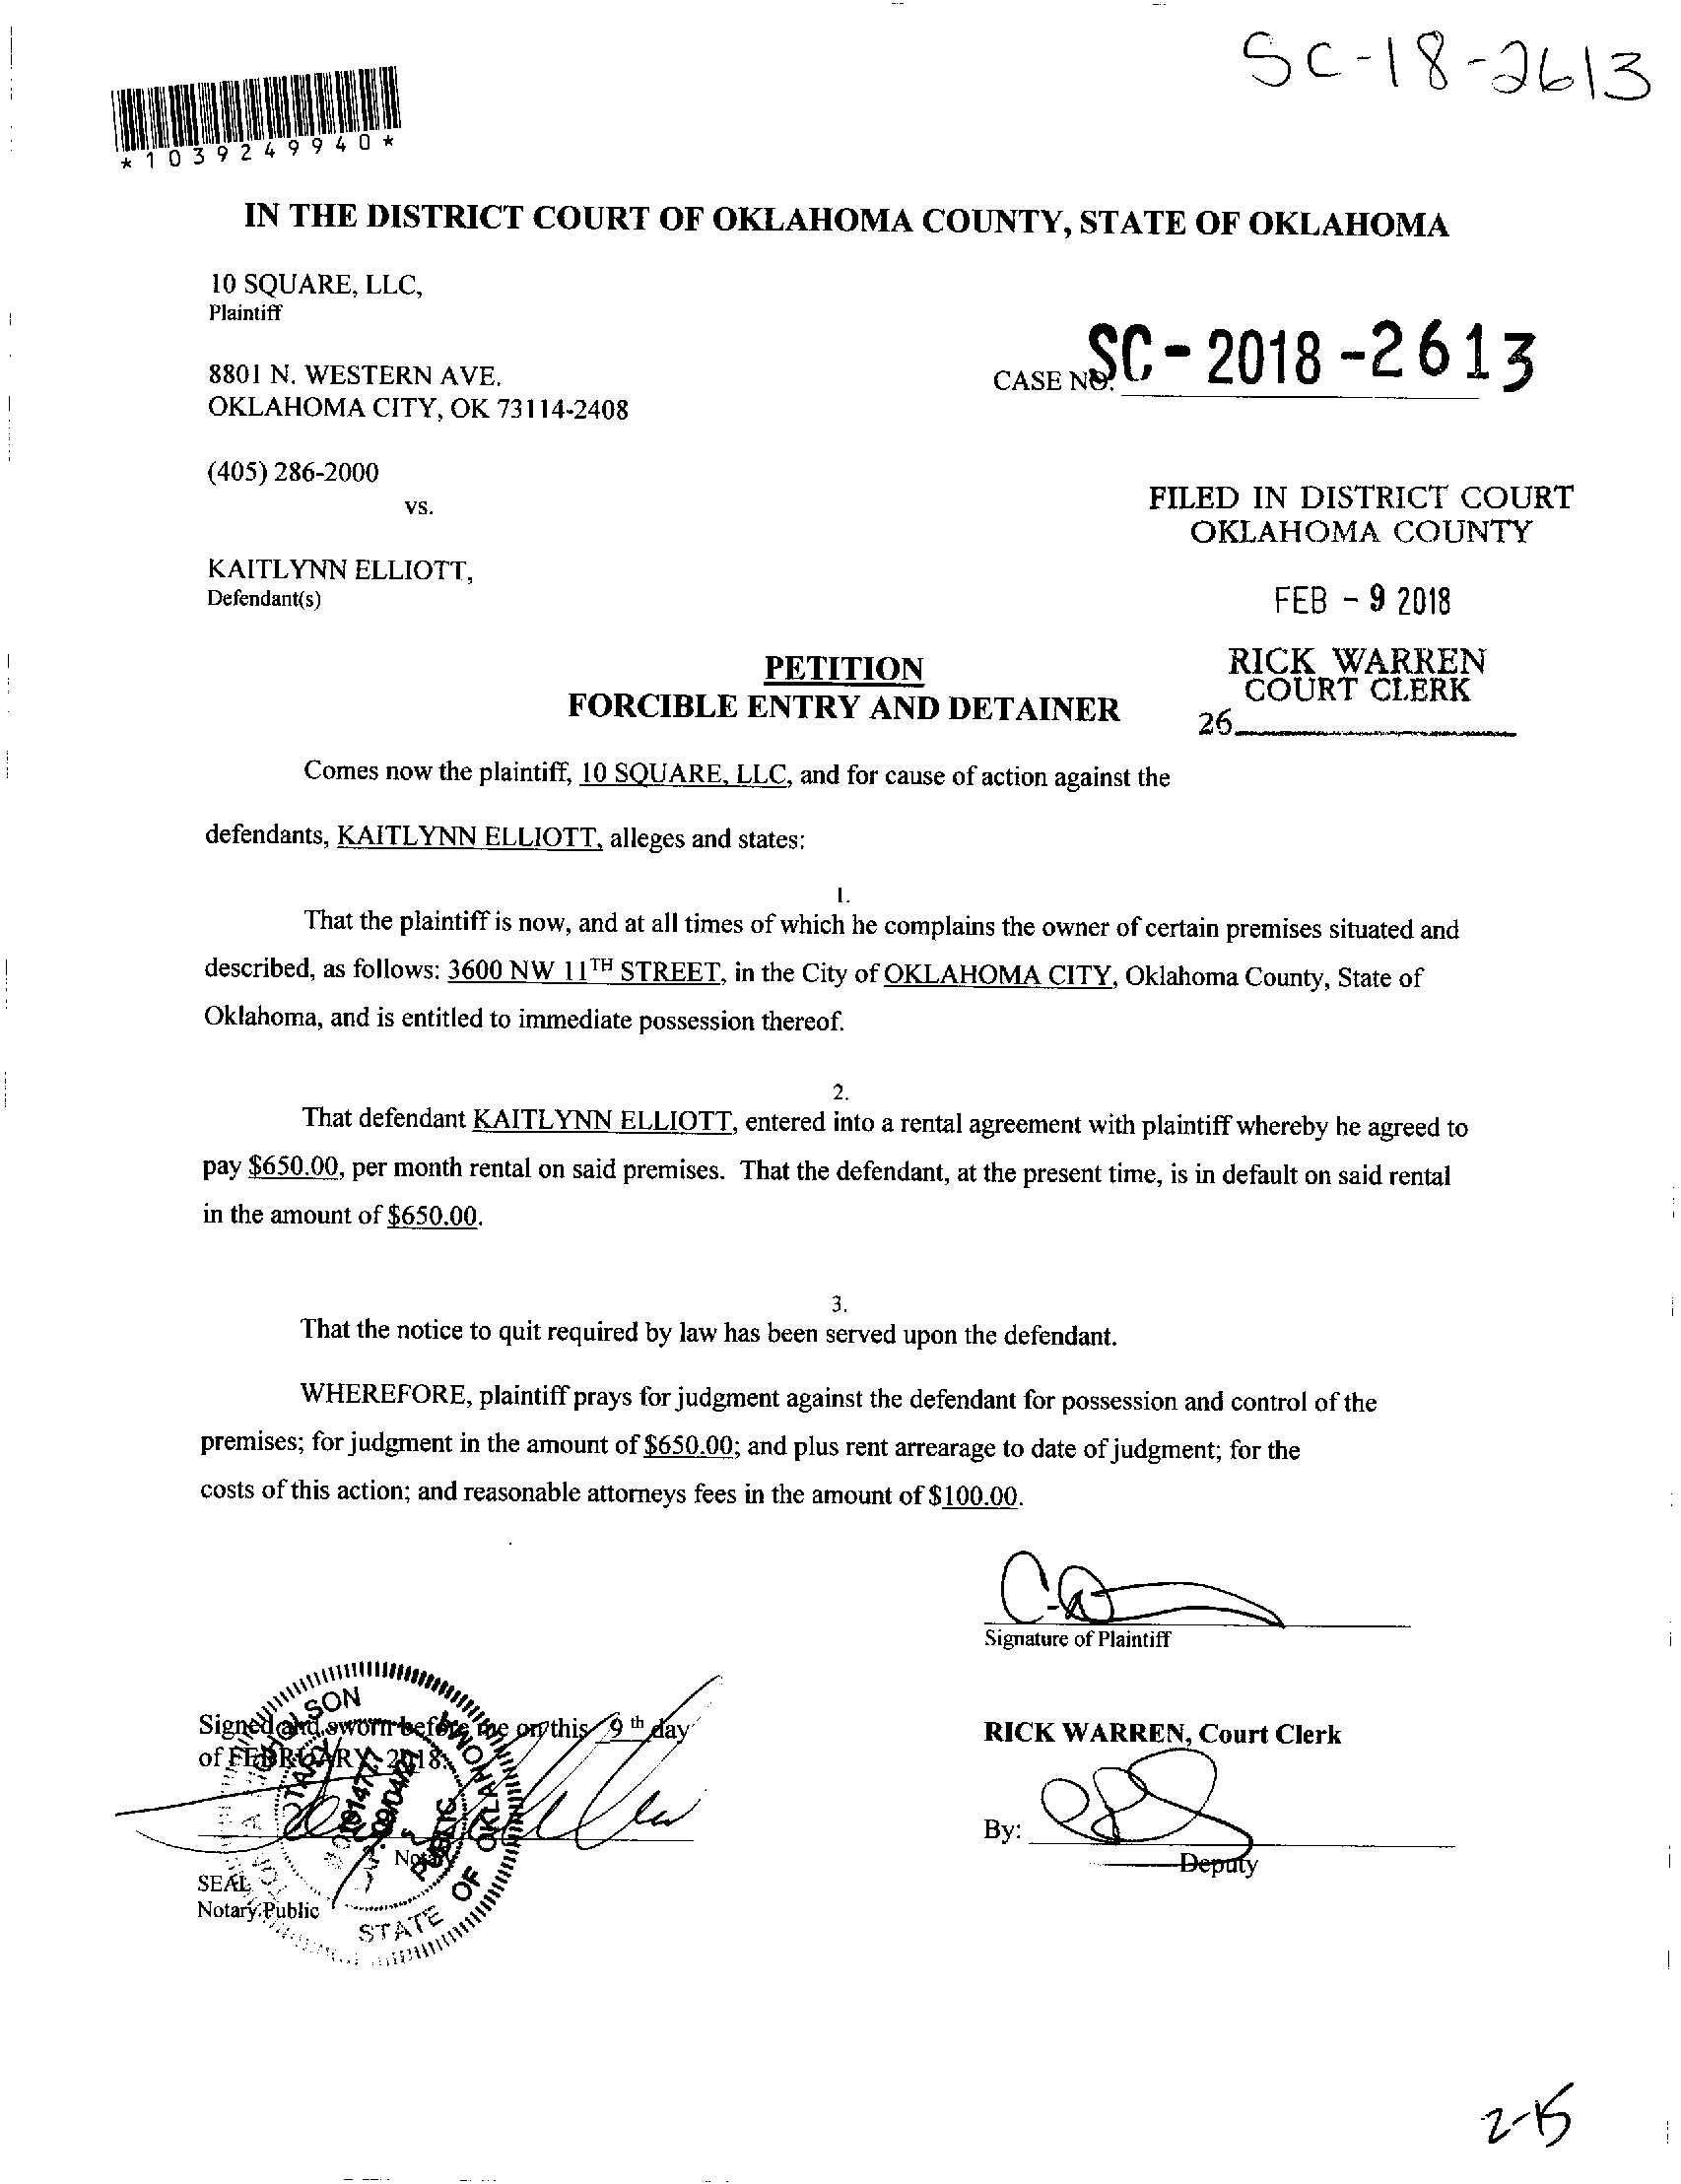 SC-18-2613
*1039249940*
IN THE DISTRICT COURT OF OKLAHOMA COUNTY, STATE OF OKLAHOMA
10 SQUARE, LLC,
Plaintiff
8801 N. WESTERN AVE.
OKLAHOMA CITY, OK 73114-2408
CASE NO. SC-2018-2613
(405) 286-2000
vs.
FILED IN DISTRICT COURT
OKLAHOMA COUNTY
KAITLYNN ELLIOTT,
Defendant(s)
FEB - 9 2018
RICK WARREN
COURT CLERK
26
PETITION
FORCIBLE ENTRY AND DETAINER
Comes now the plaintiff, 10 SQUARE, LLC, and for cause of action against the
defendants, KAITLYNN ELLIOTT, alleges and states:
1.
That the plaintiff is now, and at all times of which he complains the owner of certain premises situated and
described, as follows: 3600 NW 11TH STREET, in the City of OKLAHOMA CITY, Oklahoma County, State of
Oklahoma, and is entitled to immediate possession thereof.
2.
That defendant KAITLYNN ELLIOTT, entered into a rental agreement with plaintiff whereby he agreed to
pay $650.00, per month rental on said premises. That the defendant, at the present time, is in default on said rental
in the amount of $650.00.
3.
That the notice to quit required by law has been served upon the defendant.
WHEREFORE, plaintiff prays for judgment against the defendant for possession and control of the
premises; for judgment in the amount of $650.00; and plus rent arrearage to date of judgment; for the
costs of this action; and reasonable attorneys fees in the amount of $100.00.
Signature of Plaintiff
Signed and sworn before me on this 9 th day
of FEBRUARY, 2018.
RICK WARREN, Court Clerk
By:
Deputy
Notary
SEAL
Notary Public
NOTARY
PUBLIC
STATE OF OKLAHOMA
2-15